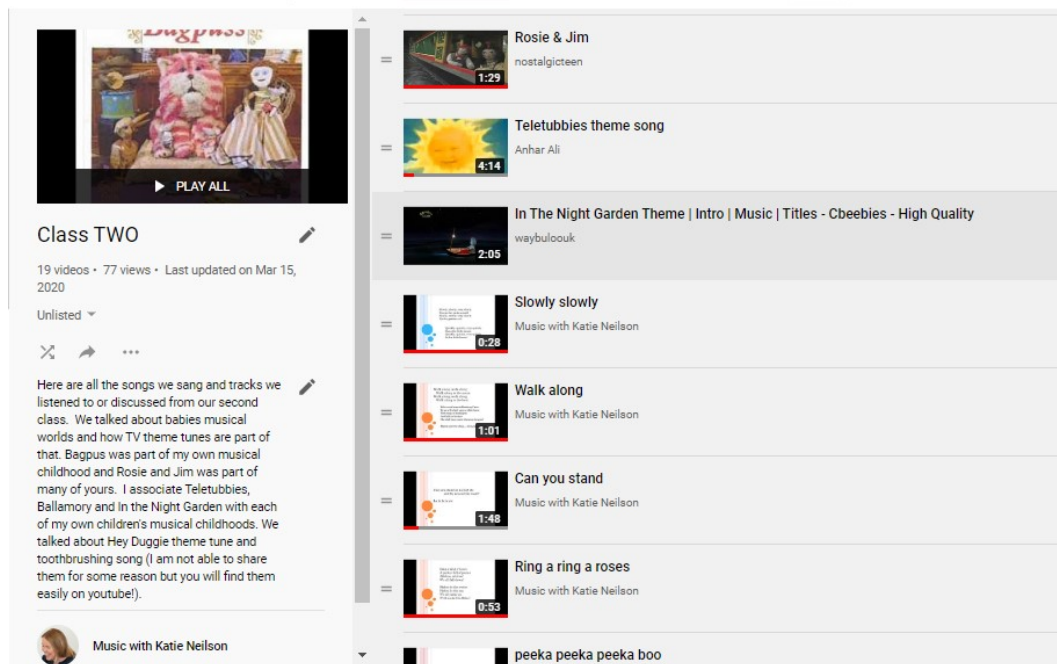 Bagpuss
PLAY ALL
Class TWO
19 videos • 77 views • Last updated on Mar 15,
2020
Unlisted
Here are all the songs we sang and tracks we
listened to or discussed from our second
class. We talked about babies musical
worlds and how TV theme tunes are part of
that. Bagpus was part of my own musical
childhood and Rosie and Jim was part of
many of yours. I associate Teletubbies,
Ballamory and In the Night Garden with each
of my own children's musical childhoods. We
talked about Hey Duggie theme tune and
toothbrushing song (I am not able to share
them for some reason but you will find them
easily on youtube!).
Music with Katie Neilson
1:29
Rosie & Jim
nostalgicteen
4:14
Teletubbies theme song
Anhar Ali
2:05
In The Night Garden Theme | Intro | Music | Titles - Cbeebies - High Quality
waybuloouk
0:28
Slowly slowly
Music with Katie Neilson
1:01
Walk along
Music with Katie Neilson
1:48
Can you stand
Music with Katie Neilson
0:53
Ring a ring a roses
Music with Katie Neilson
peeka peeka peeka boo